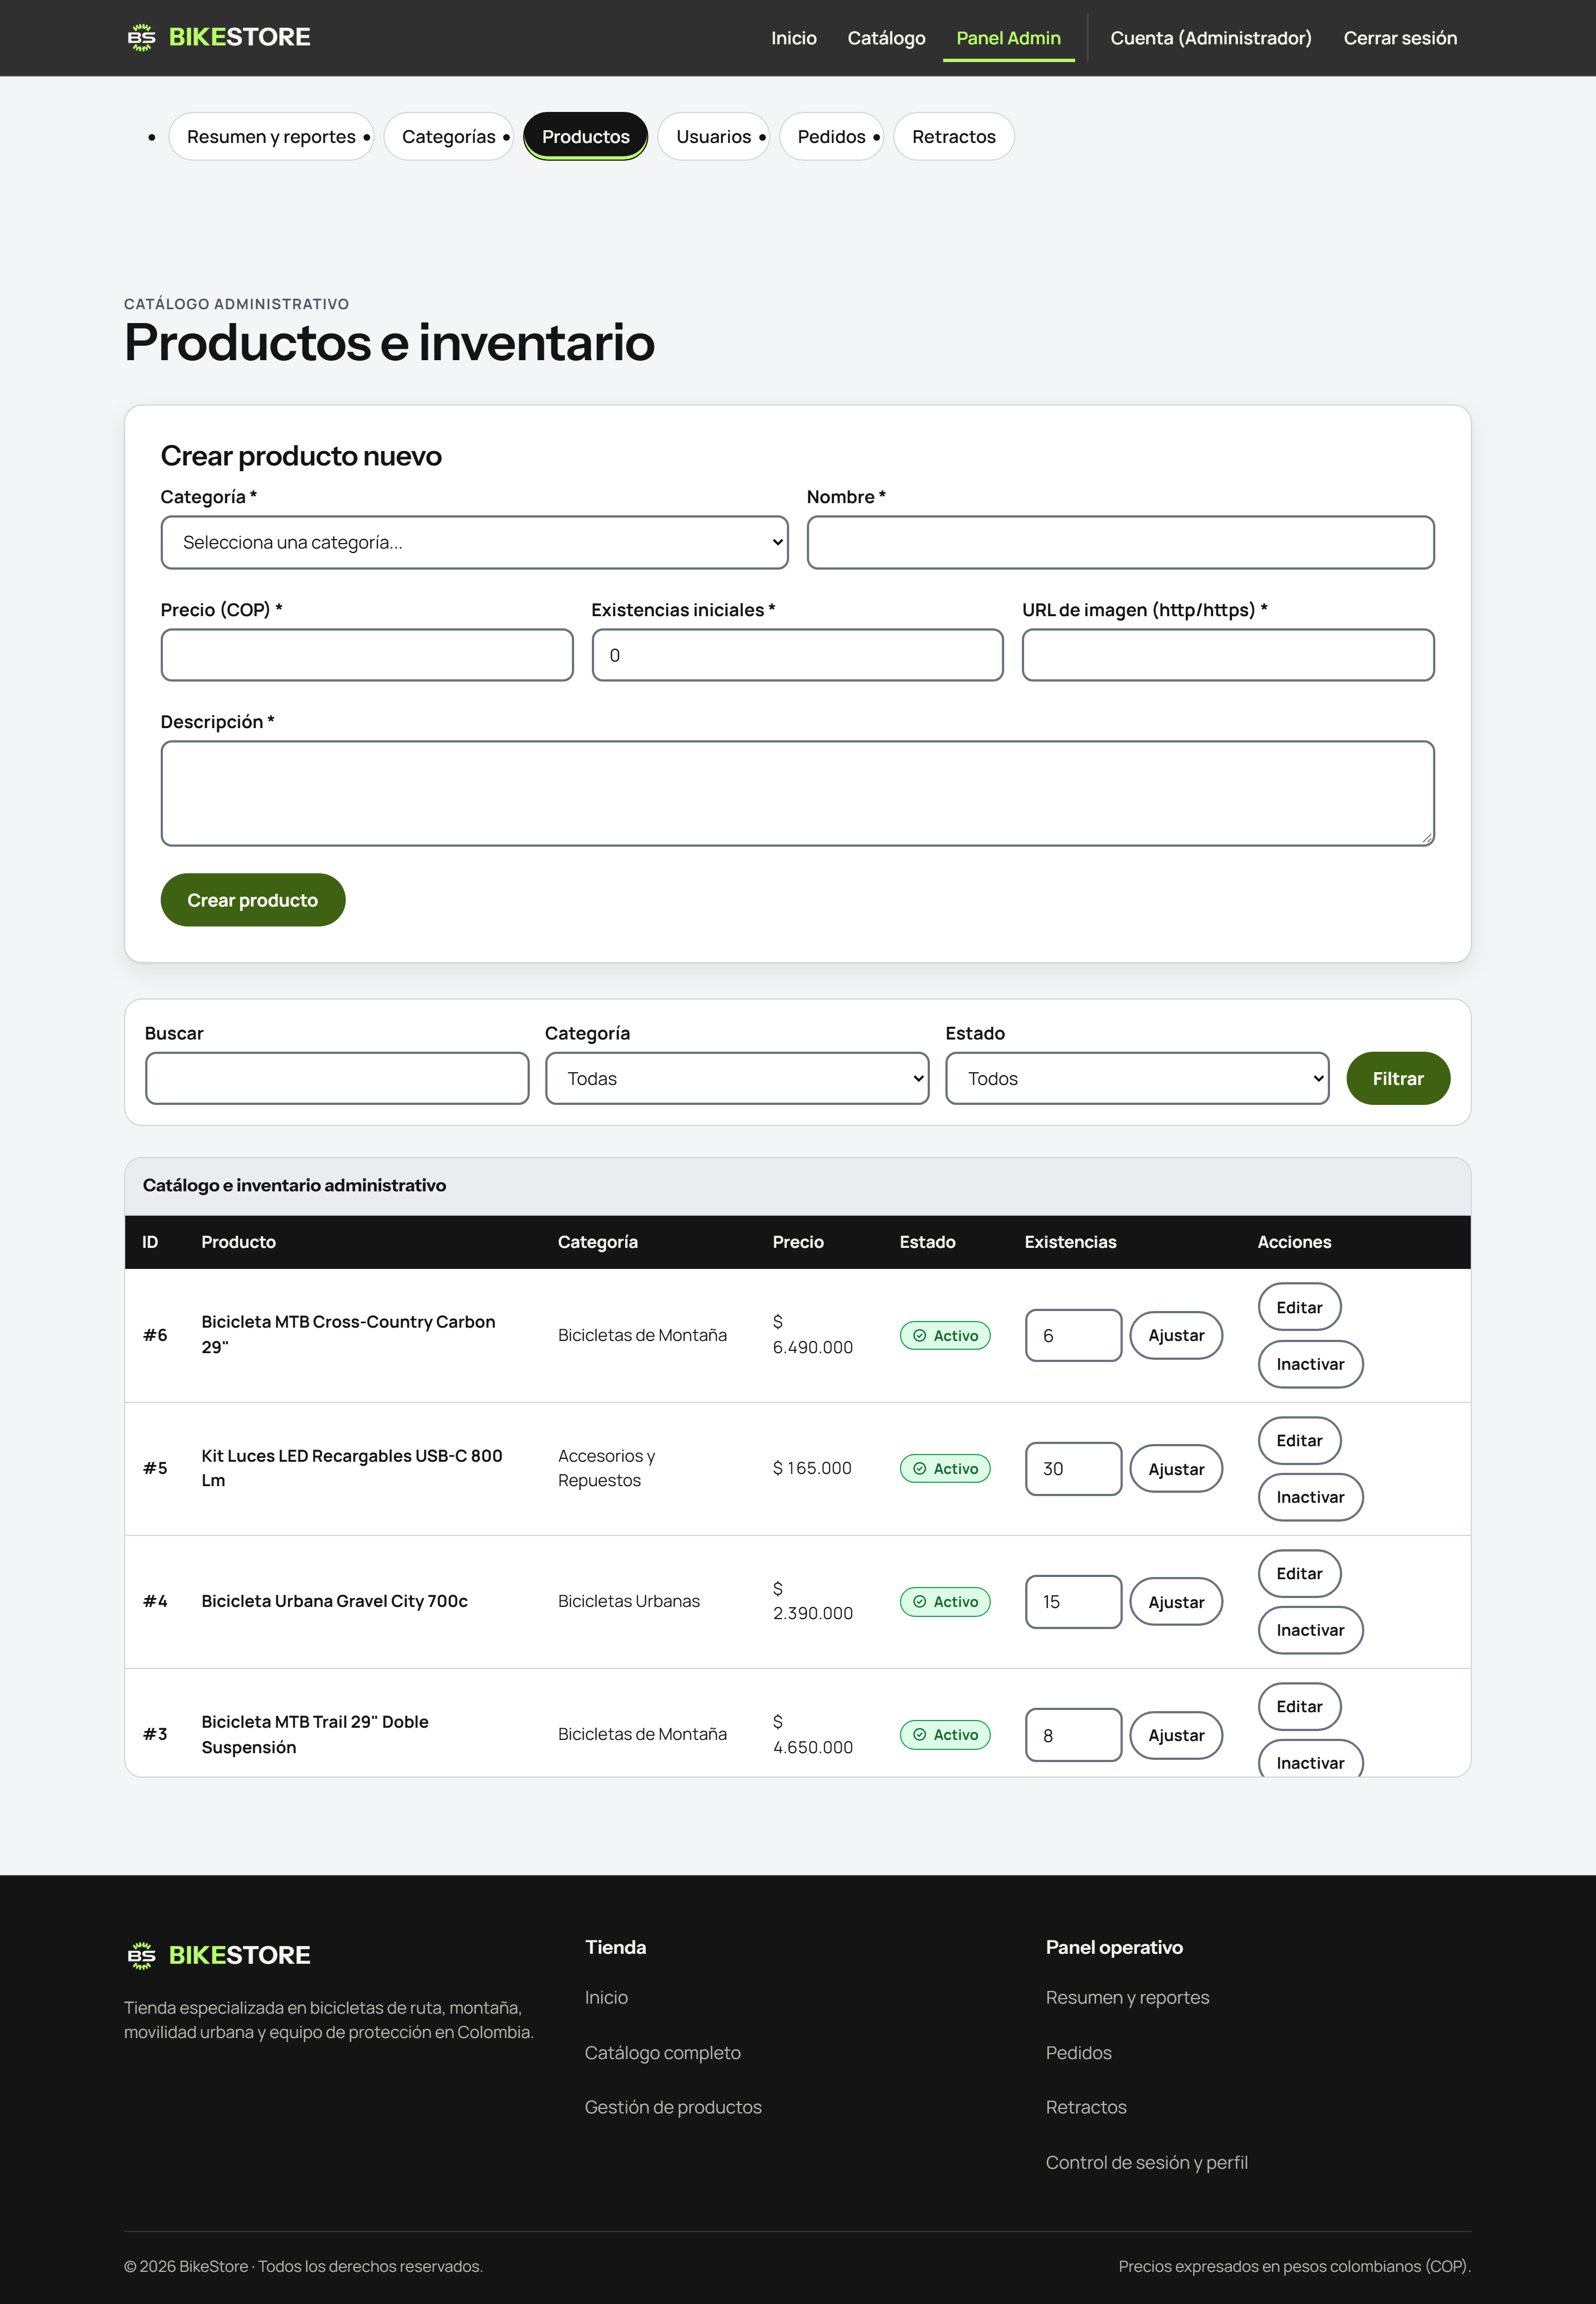 BS BIKESTORE
Inicio Catálogo Panel Admin Cuenta (Administrador) Cerrar sesión
• Resumen y reportes • Categorías • Productos Usuarios • Pedidos • Retractos
CATÁLOGO ADMINISTRATIVO
Productos e inventario
Crear producto nuevo
Categoría * Nombre *
Selecciona una categoría...
Precio (COP) * Existencias iniciales * URL de imagen (http/https) *
0
Descripción *
Crear producto
Buscar Categoría Estado
Todas Todos Filtrar
Catálogo e inventario administrativo
ID Producto Categoría Precio Estado Existencias Acciones
#6 Bicicleta MTB Cross-Country Carbon
29" Bicicletas de Montaña $
6.490.000 Activo 6 Ajustar Editar
Inactivar
#5 Kit Luces LED Recargables USB-C 800
Lm Accesorios y
Repuestos $ 165.000 Activo 30 Ajustar Editar
Inactivar
#4 Bicicleta Urbana Gravel City 700c Bicicletas Urbanas $
2.390.000 Activo 15 Ajustar Editar
Inactivar
#3 Bicicleta MTB Trail 29" Doble
Suspensión Bicicletas de Montaña $
4.650.000 Activo 8 Ajustar Editar
Inactivar
BS BIKESTORE
Tienda especializada en bicicletas de ruta, montaña,
movilidad urbana y equipo de protección en Colombia.
Tienda
Inicio
Catálogo completo
Gestión de productos
Panel operativo
Resumen y reportes
Pedidos
Retractos
Control de sesión y perfil
© 2026 BikeStore · Todos los derechos reservados.
Precios expresados en pesos colombianos (COP).